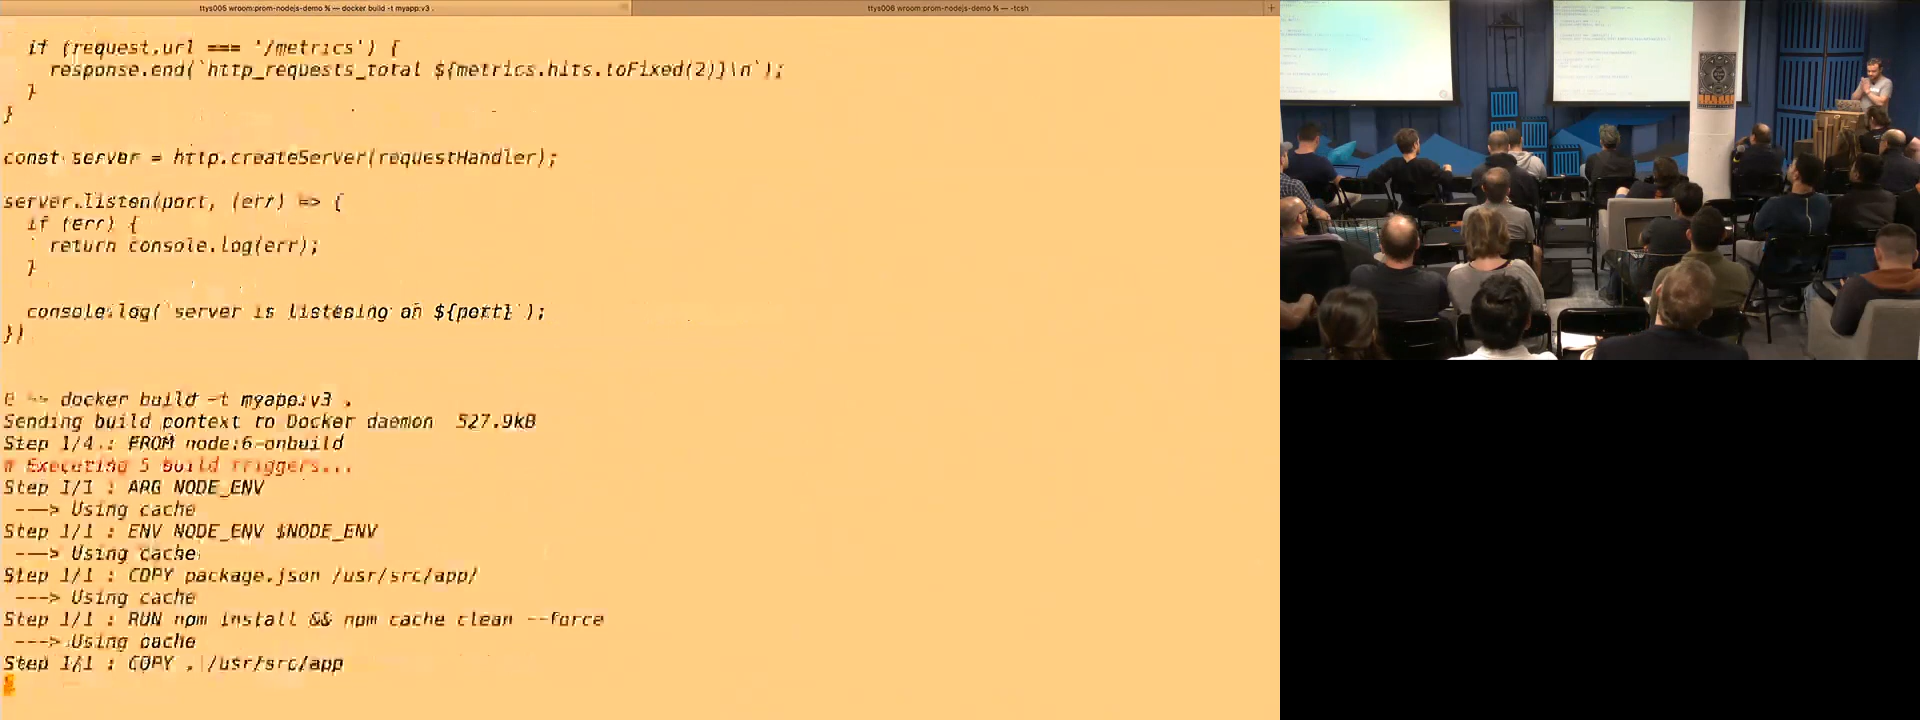 ttys005 wroom:prom-nodejs-demo % — docker build -t myapp:v3 .
ttys006 wroom:prom-nodejs-demo % — -tcsh
if (request.url === '/metrics') {
response.end(`http_requests_total ${metrics.hits.toFixed(2)}\n`);
}
}
const server = http.createServer(requestHandler);
server.listen(port, (err) => {
if (err) {
return console.log(err);
}
console.log(`server is listening on ${port}`);
})
docker build -t myapp:v3 .
Sending build context to Docker daemon 527.9kB
Step 1/4 : FROM node:6-onbuild
# Executing 5 build triggers...
Step 1/1 : ARG NODE_ENV
---> Using cache
Step 1/1 : ENV NODE_ENV $NODE_ENV
---> Using cache
Step 1/1 : COPY package.json /usr/src/app/
---> Using cache
Step 1/1 : RUN npm install && npm cache clean --force
---> Using cache
Step 1/1 : COPY . /usr/src/app